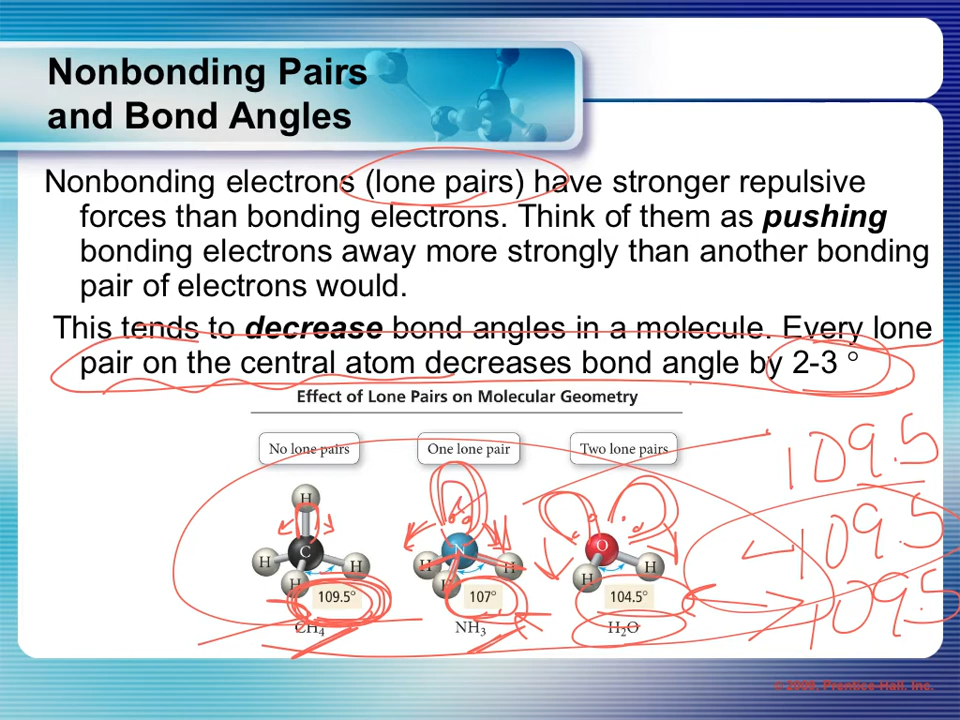 Nonbonding Pairs
and Bond Angles
Nonbonding electrons (lone pairs) have stronger repulsive
forces than bonding electrons. Think of them as pushing
bonding electrons away more strongly than another bonding
pair of electrons would.
This tends to decrease bond angles in a molecule. Every lone
pair on the central atom decreases bond angle by 2-3 °
Effect of Lone Pairs on Molecular Geometry
No lone pairs
One lone pair
Two lone pairs
109.5
H
C
H
H
H
N
H
H
H
O
H
H
<109.5
109.5°
107°
104.5°
>109.5
CH₄
NH₃
H₂O
© 2009, Prentice-Hall, Inc.